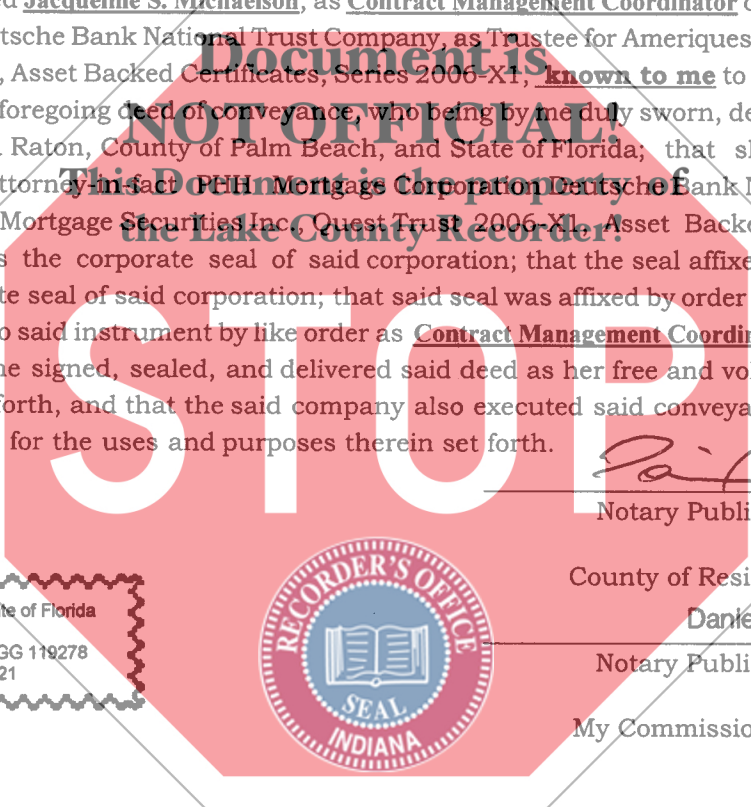 Jacqueline S. Michaelson, as Contract Management Coordinator
tsche Bank National Trust Company, as Trustee for Ameriques
, Asset Backed Certificates, Series 2006-X1, known to me to
foregoing deed of conveyance, who being by me duly sworn, de
Raton, County of Palm Beach, and State of Florida; that s
ttorney-in-fact PHH Mortgage Corporation Deutsche Bank N
Mortgage Securities Inc., Quest Trust 2006-X1, Asset Backe
s the corporate seal of said corporation; that the seal affixe
te seal of said corporation; that said seal was affixed by order
o said instrument by like order as Contract Management Coordin
he signed, sealed, and delivered said deed as her free and vol
forth, and that the said company also executed said conveya
for the uses and purposes therein set forth.
Document is
NOT OFFICIAL!
This Document is the property of
the Lake County Recorder!
STOP
Notary Publi
County of Resi
te of Florida
Danie
GG 119278
21
Notary Publi
My Commissio
RECORDER'S OFFICE
SEAL
INDIANA